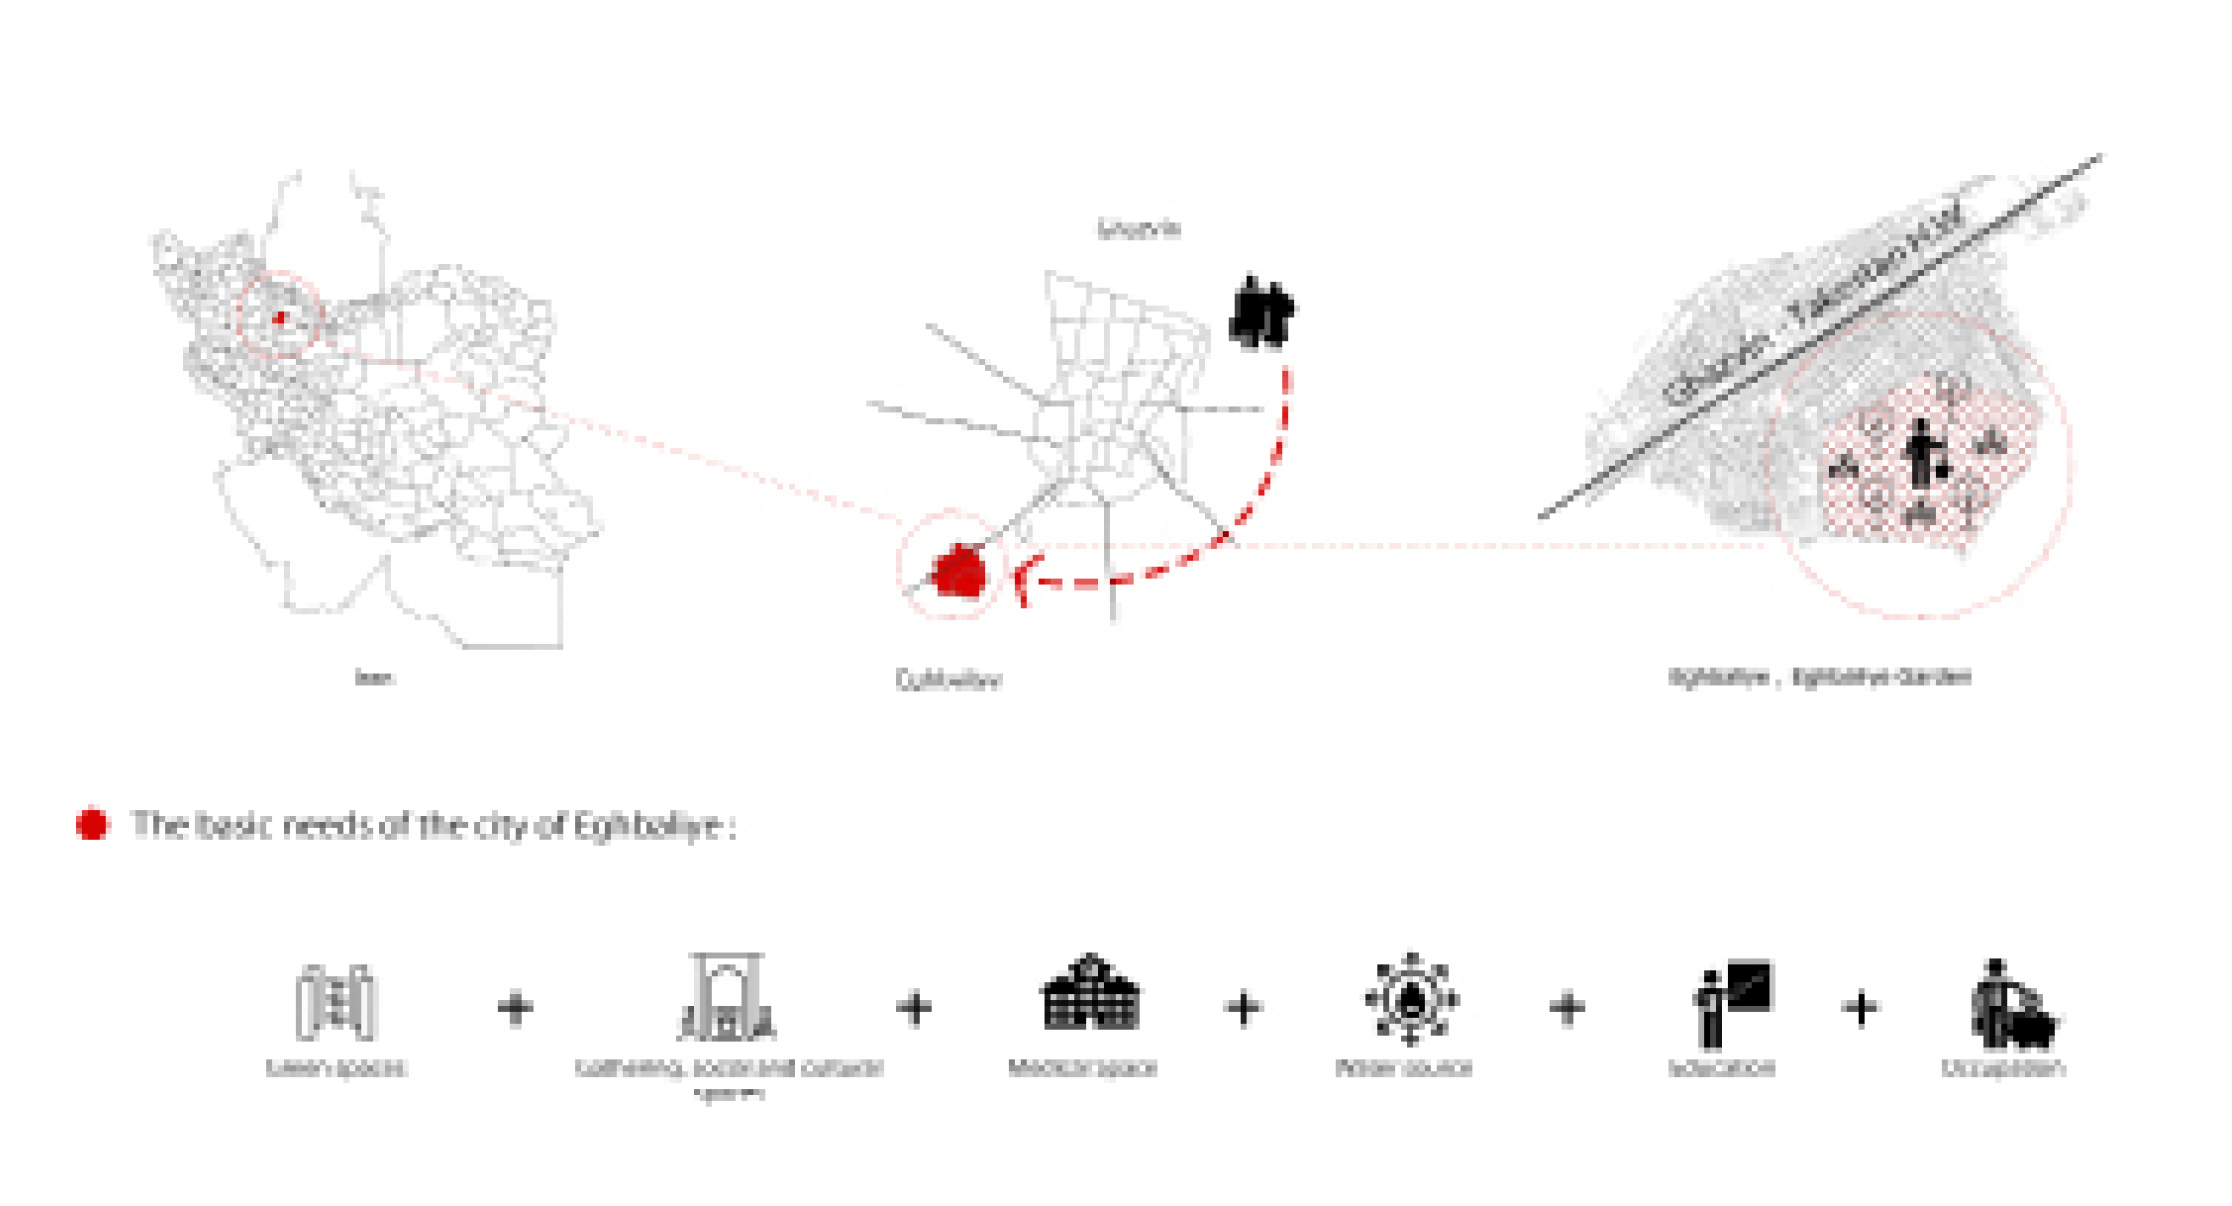 Ghazvin
Ghazvin - Takestan Road
Iran
Eghbaliye
Eghbaliye , Eghbaliye Garden
The basic needs of the city of Eghbaliye :
Green spaces
Gathering, social and cultural
spaces
Medical space
Water source
Education
Occupation